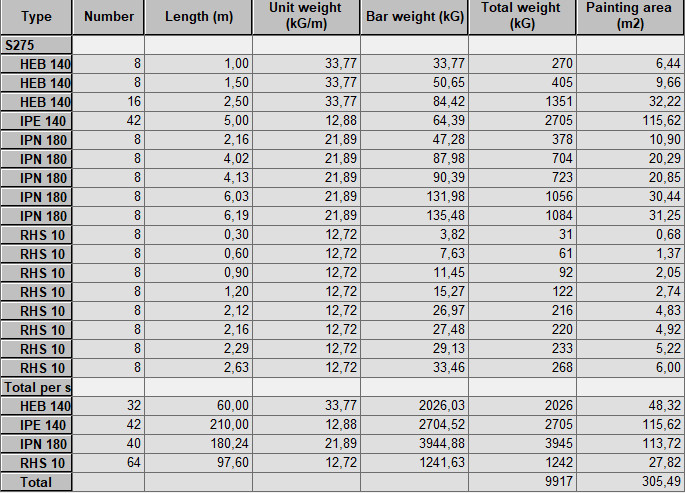 Type Number Length (m) Unit weight (kG/m) Bar weight (kG) Total weight (kG) Painting area (m2)
S275
HEB 140 8 1,00 33,77 33,77 270 6,44
HEB 140 8 1,50 33,77 50,65 405 9,66
HEB 140 16 2,50 33,77 84,42 1351 32,22
IPE 140 42 5,00 12,88 64,39 2705 115,62
IPN 180 8 2,16 21,89 47,28 378 10,90
IPN 180 8 4,02 21,89 87,98 704 20,29
IPN 180 8 4,13 21,89 90,39 723 20,85
IPN 180 8 6,03 21,89 131,98 1056 30,44
IPN 180 8 6,19 21,89 135,48 1084 31,25
RHS 10 8 0,30 12,72 3,82 31 0,68
RHS 10 8 0,60 12,72 7,63 61 1,37
RHS 10 8 0,90 12,72 11,45 92 2,05
RHS 10 8 1,20 12,72 15,27 122 2,74
RHS 10 8 2,12 12,72 26,97 216 4,83
RHS 10 8 2,16 12,72 27,48 220 4,92
RHS 10 8 2,29 12,72 29,13 233 5,22
RHS 10 8 2,63 12,72 33,46 268 6,00
Total per s
HEB 140 32 60,00 33,77 2026,03 2026 48,32
IPE 140 42 210,00 12,88 2704,52 2705 115,62
IPN 180 40 180,24 21,89 3944,88 3945 113,72
RHS 10 64 97,60 12,72 1241,63 1242 27,82
Total 9917 305,49